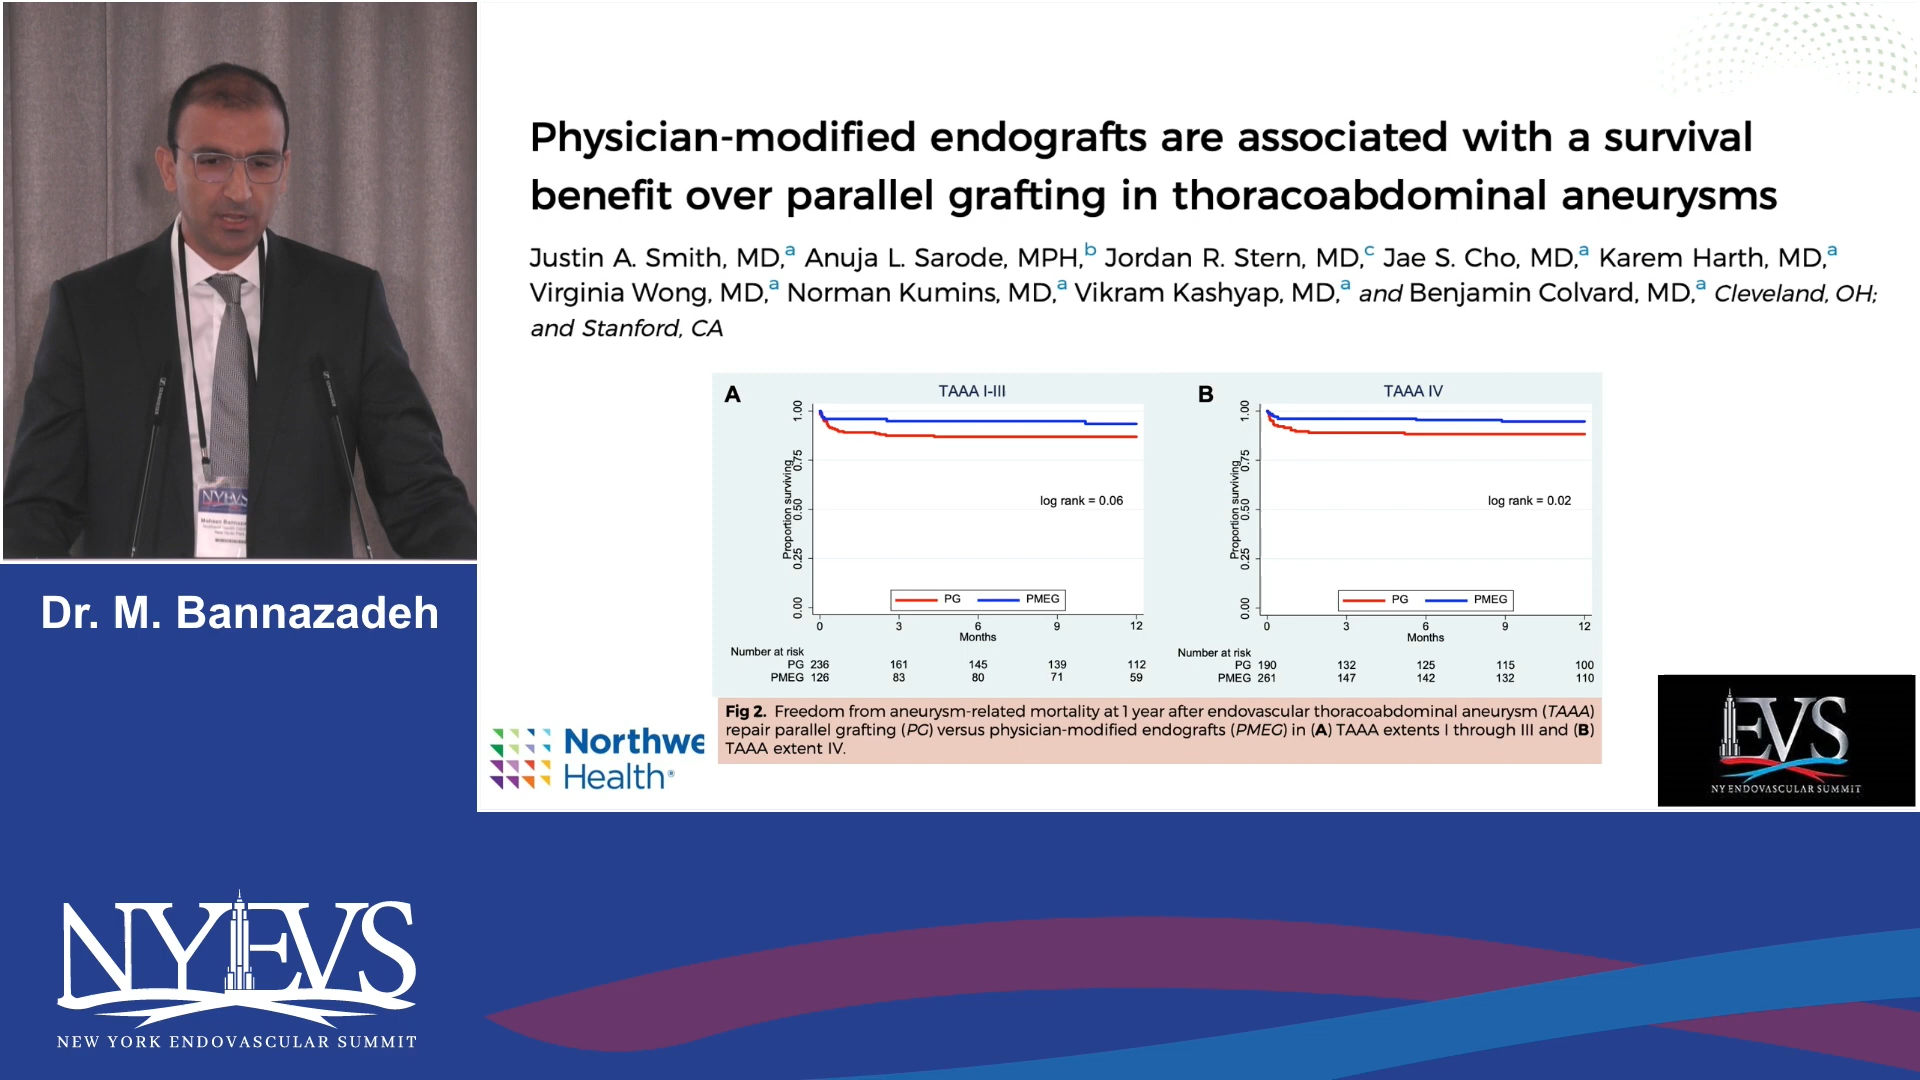 Physician-modified endografts are associated with a survival
benefit over parallel grafting in thoracoabdominal aneurysms
Justin A. Smith, MD,a Anuja L. Sarode, MPH,b Jordan R. Stern, MD,c Jae S. Cho, MD,a Karem Harth, MD,a
Virginia Wong, MD,a Norman Kumins, MD,a Vikram Kashyap, MD,a and Benjamin Colvard, MD,a Cleveland, OH;
and Stanford, CA
A
TAAA I-III
Proportion surviving
1.00
0.75
0.50
0.25
0.00
log rank = 0.06
PG PMEG
0 3 6 9 12
Months
Number at risk
PG 236 161 145 139 112
PMEG 126 83 80 71 59
B
TAAA IV
Proportion surviving
1.00
0.75
0.50
0.25
0.00
log rank = 0.02
PG PMEG
0 3 6 9 12
Months
Number at risk
PG 190 132 125 115 100
PMEG 261 147 142 132 110
Fig 2. Freedom from aneurysm-related mortality at 1 year after endovascular thoracoabdominal aneurysm (TAAA)
repair parallel grafting (PG) versus physician-modified endografts (PMEG) in (A) TAAA extents I through III and (B)
TAAA extent IV.
Northwe
Health
EVS
NY ENDOVASCULAR SUMMIT
NYEVS
Dr. M. Bannazadeh
NYEVS
NEW YORK ENDOVASCULAR SUMMIT